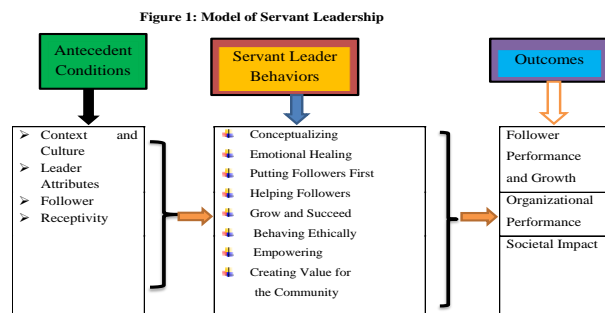 Figure 1: Model of Servant Leadership
Antecedent
Conditions
Servant Leader
Behaviors
Outcomes
Context and
Culture
Leader
Attributes
Follower
Receptivity
Conceptualizing
Emotional Healing
Putting Followers First
Helping Followers
Grow and Succeed
Behaving Ethically
Empowering
Creating Value for
the Community
Follower
Performance
and Growth
Organizational
Performance
Societal Impact